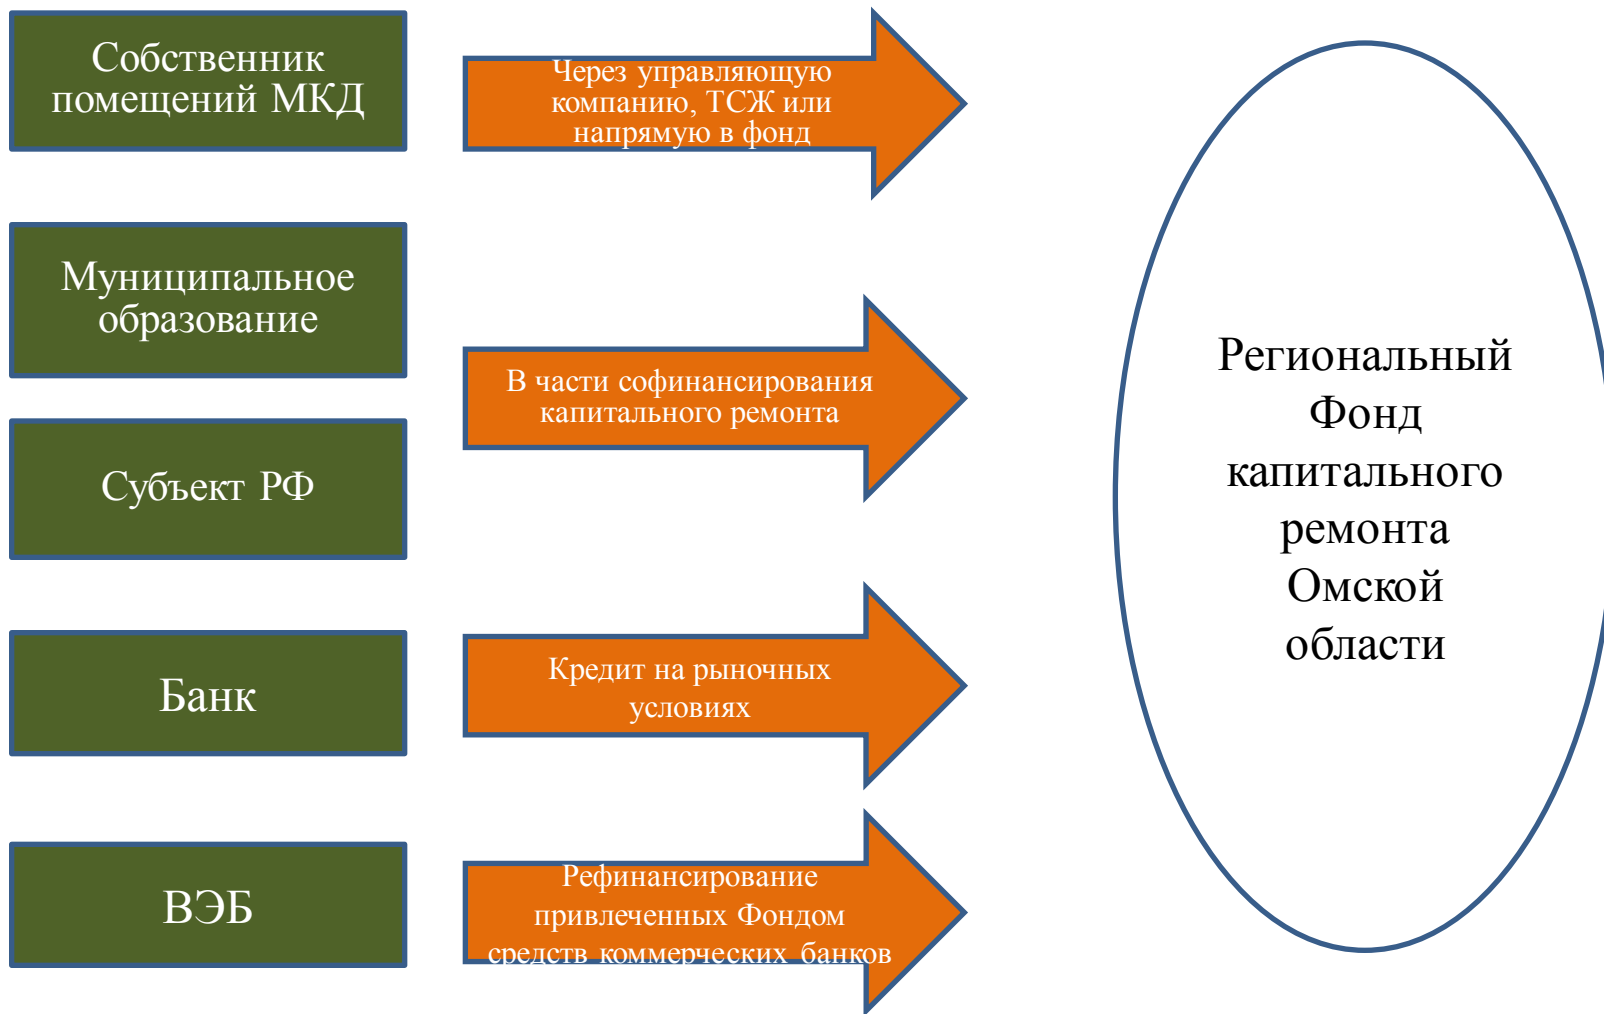 Собственник
помещений МКД
Через управляющую
компанию, ТСЖ или
напрямую в фонд
Муниципальное
образование
В части софинансирования
капитального ремонта
Субъект РФ
Банк
Кредит на рыночных
условиях
ВЭБ
Рефинансирование
привлеченных Фондом
средств коммерческих банков
Региональный
Фонд
капитального
ремонта
Омской
области